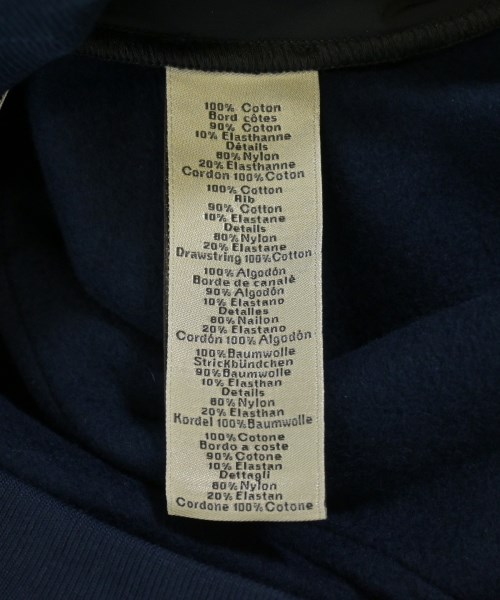 100% Coton
Bord côtes
90% Coton
10% Elasthanne
Détails
80% Nylon
20% Elasthanne
Cordon 100% Coton
100% Cotton
Rib
90% Cotton
10% Elastane
Details
80% Nylon
20% Elastane
Drawstring 100% Cotton
100% Algodón
Borde de canalé
90% Algodón
10% Elastano
Detalles
80% Nailon
20% Elastano
Cordón 100% Algodón
100% Baumwolle
Strickbündchen
90% Baumwolle
10% Elasthan
Details
80% Nylon
20% Elasthan
Kordel 100% Baumwolle
100% Cotone
Bordo a coste
90% Cotone
10% Elastan
Dettagli
80% Nylon
20% Elastan
Cordone 100% Cotone